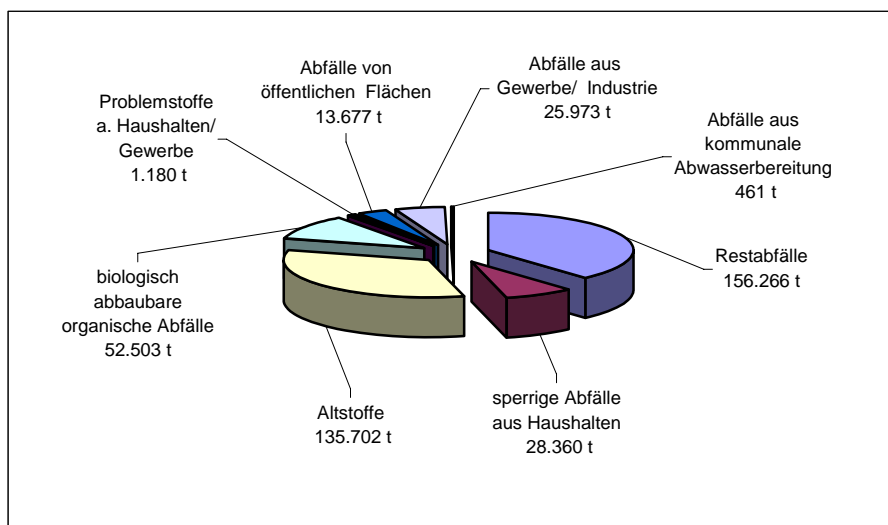 Abfälle von
öffentlichen Flächen
13.677 t
Abfälle aus
Gewerbe/ Industrie
25.973 t
Problemstoffe
a. Haushalten/
Gewerbe
1.180 t
Abfälle aus
kommunale
Abwasserbereitung
461 t
Restabfälle
156.266 t
biologisch
abbaubare
organische Abfälle
52.503 t
Altstoffe
135.702 t
sperrige Abfälle
aus Haushalten
28.360 t